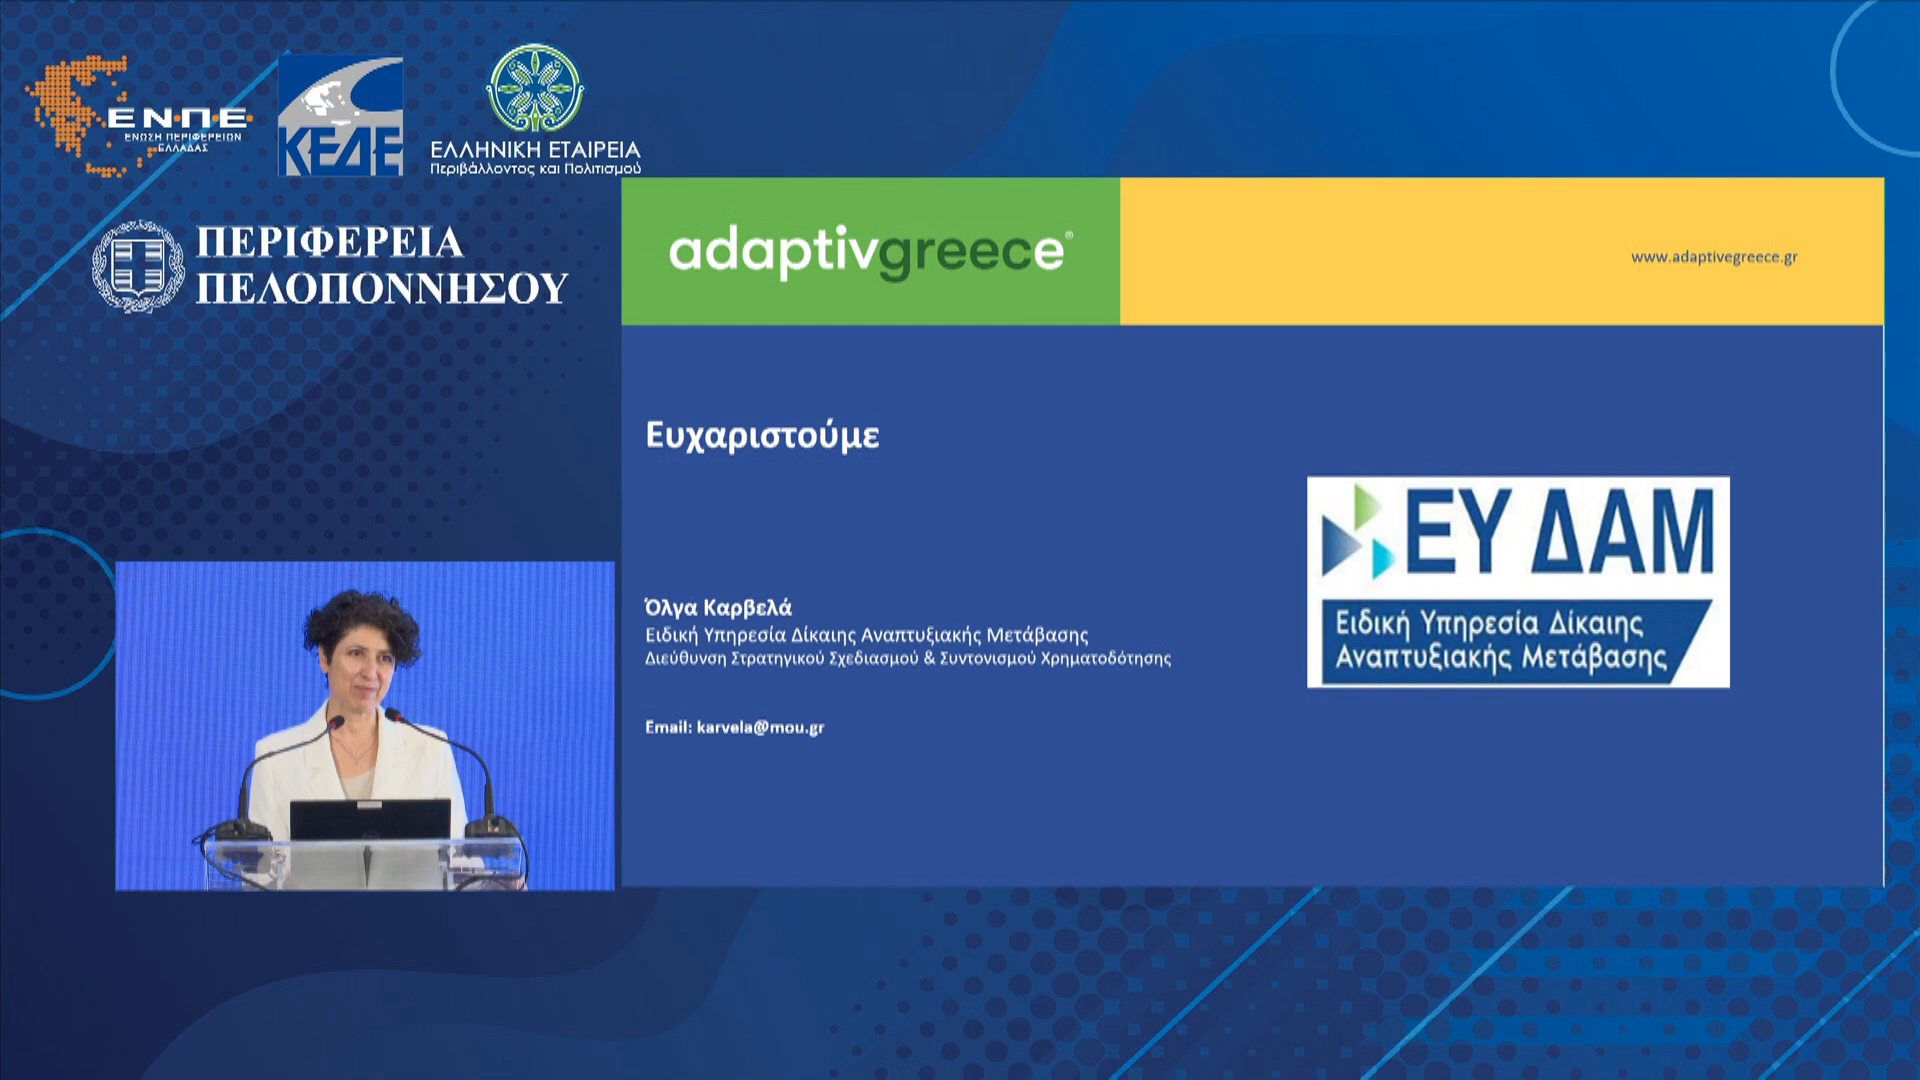 ΕΝΠΕ
ΕΝΩΣΗ ΠΕΡΙΦΕΡΕΙΩΝ
ΕΛΛΑΔΑΣ
ΚΕΔΕ
ΕΛΛΗΝΙΚΗ ΕΤΑΙΡΕΙΑ
Περιβάλλοντος και Πολιτισμού
ΠΕΡΙΦΕΡΕΙΑ
ΠΕΛΟΠΟΝΝΗΣΟΥ
adaptivgreece®
www.adaptivegreece.gr
Ευχαριστούμε
ΕΥ ΔΑΜ
Ειδική Υπηρεσία Δίκαιης
Αναπτυξιακής Μετάβασης
Όλγα Καρβελά
Ειδική Υπηρεσία Δίκαιης Αναπτυξιακής Μετάβασης
Διεύθυνση Στρατηγικού Σχεδιασμού & Συντονισμού Χρηματοδότησης
Email: karvela@mou.gr